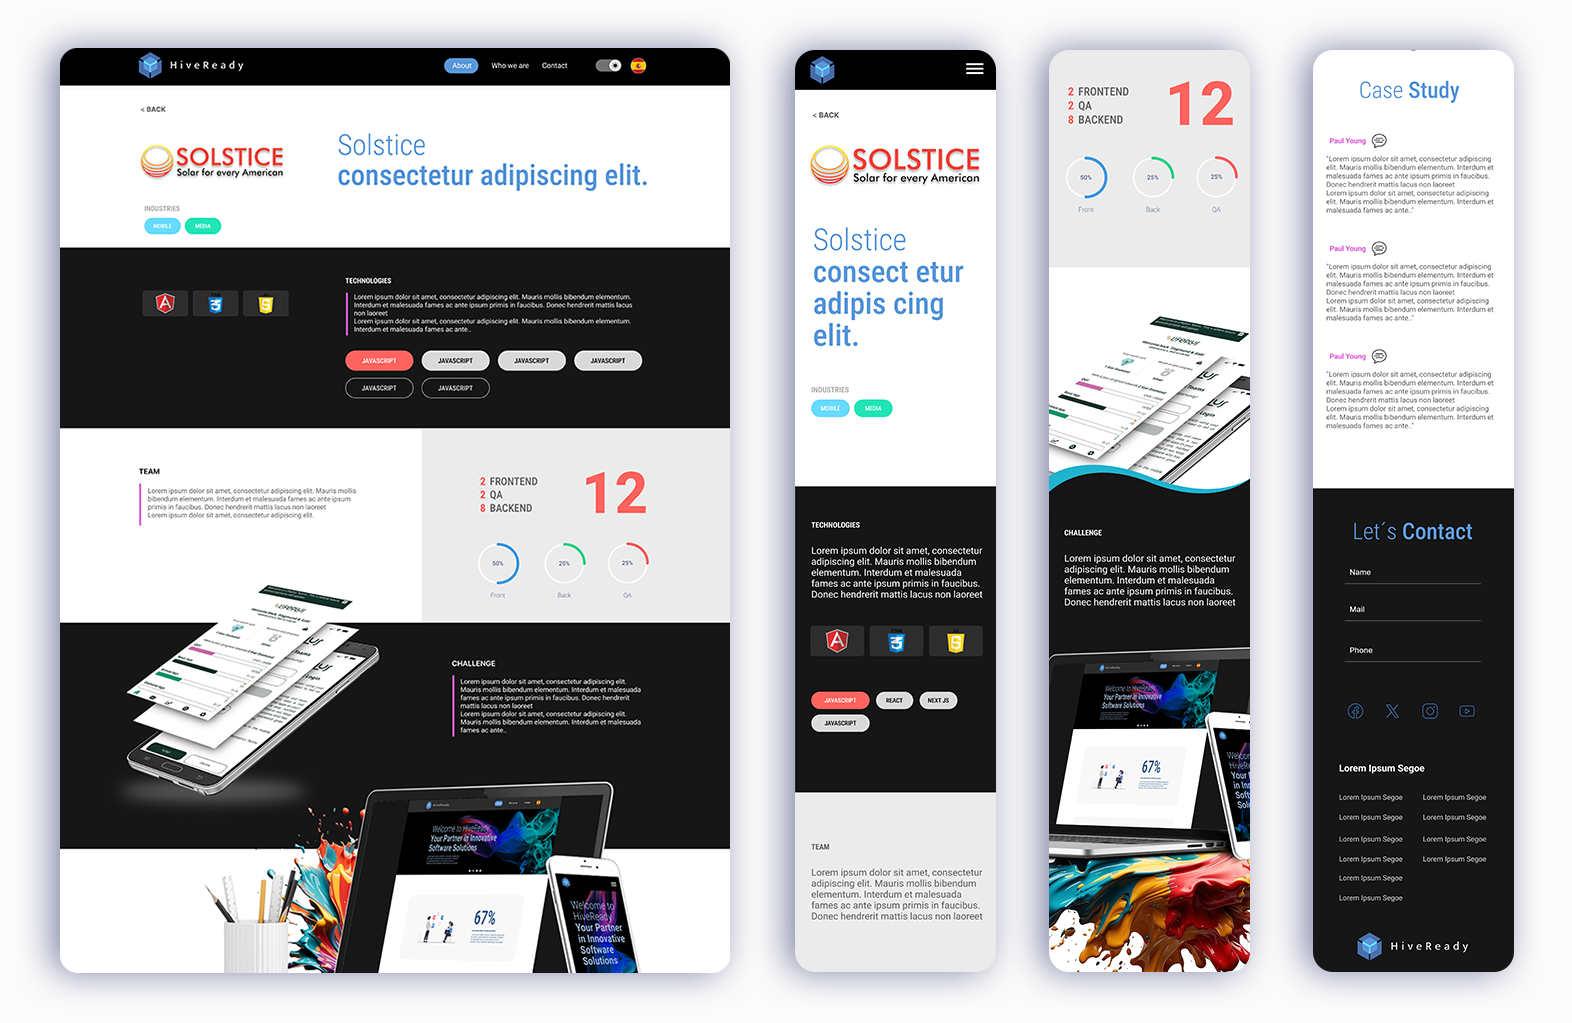 HiveReady
About
Who we are
Contact
< BACK
SOLSTICE
Solar for every American
Solstice
consectetur adipiscing elit.
INDUSTRIES
MOBILE
MEDIA
TECHNOLOGIES
Lorem ipsum dolor sit amet, consectetur adipiscing elit. Mauris mollis bibendum elementum.
Interdum et malesuada fames ac ante ipsum primis in faucibus. Donec hendrerit mattis lacus
non laoreet
Lorem ipsum dolor sit amet, consectetur adipiscing elit. Mauris mollis bibendum elementum.
Interdum et malesuada fames ac ante..
JAVASCRIPT
JAVASCRIPT
JAVASCRIPT
JAVASCRIPT
JAVASCRIPT
JAVASCRIPT
TEAM
Lorem ipsum dolor sit amet, consectetur adipiscing elit. Mauris mollis
bibendum elementum. Interdum et malesuada fames ac ante ipsum
primis in faucibus. Donec hendrerit mattis lacus non laoreet
Lorem ipsum dolor sit amet, consectetur adipiscing elit.
2 FRONTEND
2 QA
8 BACKEND
12
50%
25%
25%
Front
Back
QA
CHALLENGE
Lorem ipsum dolor sit amet, consectetur adipiscing elit.
Mauris mollis bibendum elementum. Interdum et malesuada
fames ac ante ipsum primis in faucibus. Donec hendrerit
mattis lacus non laoreet
Lorem ipsum dolor sit amet, consectetur adipiscing elit.
Mauris mollis bibendum elementum. Interdum et malesuada
fames ac ante..
HiveReady
Welcome to HiveReady
Your Partner in Innovative
Software Solutions
67%
Welcome to
HiveReady
Your Partner
in Innovative
Software
Solutions
< BACK
SOLSTICE
Solar for every American
Solstice
consect etur
adipis cing
elit.
INDUSTRIES
MOBILE
MEDIA
TECHNOLOGIES
Lorem ipsum dolor sit amet, consectetur
adipiscing elit. Mauris mollis bibendum
elementum. Interdum et malesuada
fames ac ante ipsum primis in faucibus.
Donec hendrerit mattis lacus non laoreet
JAVASCRIPT
REACT
NEXT JS
JAVASCRIPT
TEAM
Lorem ipsum dolor sit amet, consectetur
adipiscing elit. Mauris mollis bibendum
elementum. Interdum et malesuada
fames ac ante ipsum primis in faucibus.
Donec hendrerit mattis lacus non laoreet
2 FRONTEND
2 QA
8 BACKEND
12
50%
25%
25%
Front
Back
QA
CHALLENGE
Lorem ipsum dolor sit amet, consectetur
adipiscing elit. Mauris mollis bibendum
elementum. Interdum et malesuada
fames ac ante ipsum primis in faucibus.
Donec hendrerit mattis lacus non laoreet
Welcome to HiveReady
Your Partner in Innovative
Software Solutions
67%
Case Study
Paul Young
"Lorem ipsum dolor sit amet, consectetur adipiscing
elit. Mauris mollis bibendum elementum. Interdum et
malesuada fames ac ante ipsum primis in faucibus.
Donec hendrerit mattis lacus non laoreet
Lorem ipsum dolor sit amet, consectetur adipiscing
elit. Mauris mollis bibendum elementum. Interdum et
malesuada fames ac ante.."
Paul Young
"Lorem ipsum dolor sit amet, consectetur adipiscing
elit. Mauris mollis bibendum elementum. Interdum et
malesuada fames ac ante ipsum primis in faucibus.
Donec hendrerit mattis lacus non laoreet
Lorem ipsum dolor sit amet, consectetur adipiscing
elit. Mauris mollis bibendum elementum. Interdum et
malesuada fames ac ante.."
Paul Young
"Lorem ipsum dolor sit amet, consectetur adipiscing
elit. Mauris mollis bibendum elementum. Interdum et
malesuada fames ac ante ipsum primis in faucibus.
Donec hendrerit mattis lacus non laoreet
Lorem ipsum dolor sit amet, consectetur adipiscing
elit. Mauris mollis bibendum elementum. Interdum et
malesuada fames ac ante.."
Let´s Contact
Name
Mail
Phone
Lorem Ipsum Segoe
Lorem Ipsum Segoe
Lorem Ipsum Segoe
Lorem Ipsum Segoe
Lorem Ipsum Segoe
Lorem Ipsum Segoe
Lorem Ipsum Segoe
Lorem Ipsum Segoe
Lorem Ipsum Segoe
Lorem Ipsum Segoe
Lorem Ipsum Segoe
HiveReady